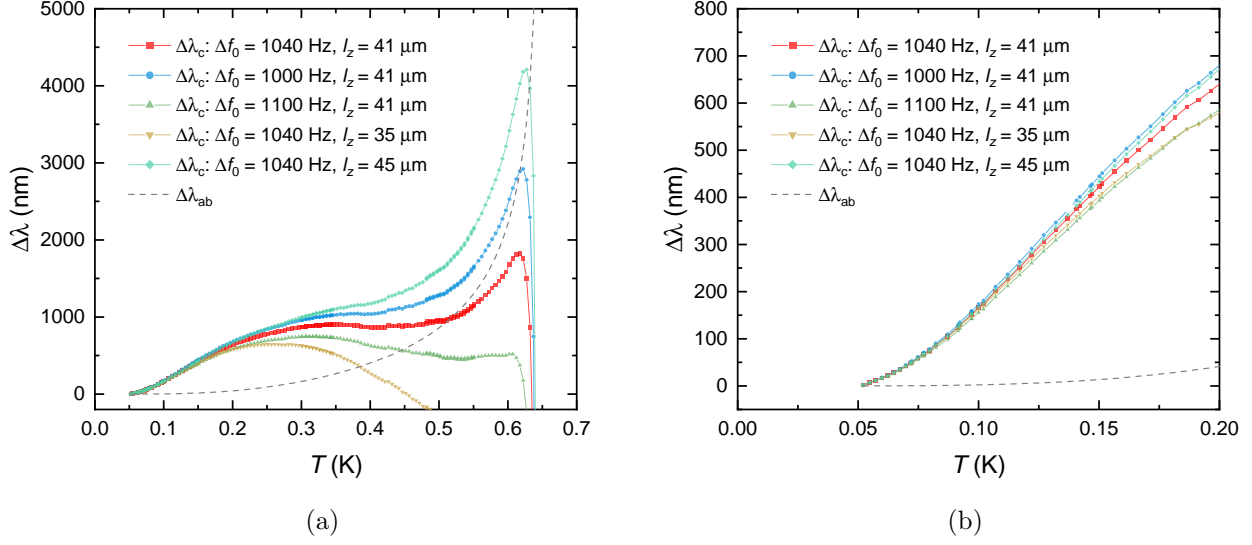 5000
4000
3000
2000
1000
0
Δλ (nm)
Δλc: Δf0 = 1040 Hz, lz = 41 μm
Δλc: Δf0 = 1000 Hz, lz = 41 μm
Δλc: Δf0 = 1100 Hz, lz = 41 μm
Δλc: Δf0 = 1040 Hz, lz = 35 μm
Δλc: Δf0 = 1040 Hz, lz = 45 μm
Δλab
0.0 0.1 0.2 0.3 0.4 0.5 0.6 0.7
T (K)
(a)
800
700
600
500
400
300
200
100
0
Δλ (nm)
Δλc: Δf0 = 1040 Hz, lz = 41 μm
Δλc: Δf0 = 1000 Hz, lz = 41 μm
Δλc: Δf0 = 1100 Hz, lz = 41 μm
Δλc: Δf0 = 1040 Hz, lz = 35 μm
Δλc: Δf0 = 1040 Hz, lz = 45 μm
Δλab
0.00 0.05 0.10 0.15 0.20
T (K)
(b)